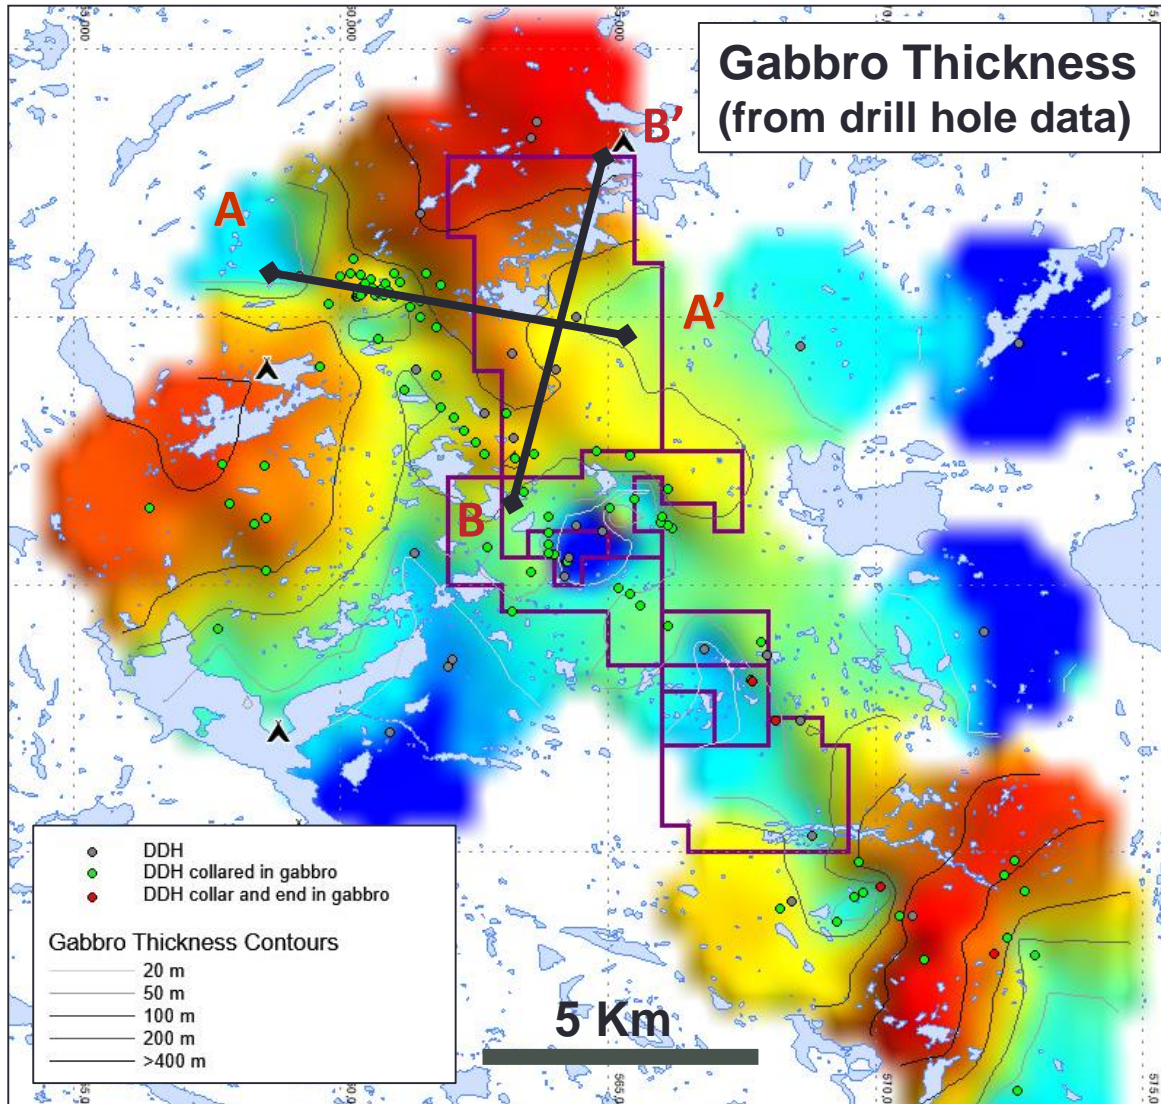 Gabbro Thickness
(from drill hole data)
B'
A
A'
B
DDH
DDH collared in gabbro
DDH collar and end in gabbro
Gabbro Thickness Contours
20 m
50 m
100 m
200 m
>400 m
5 Km